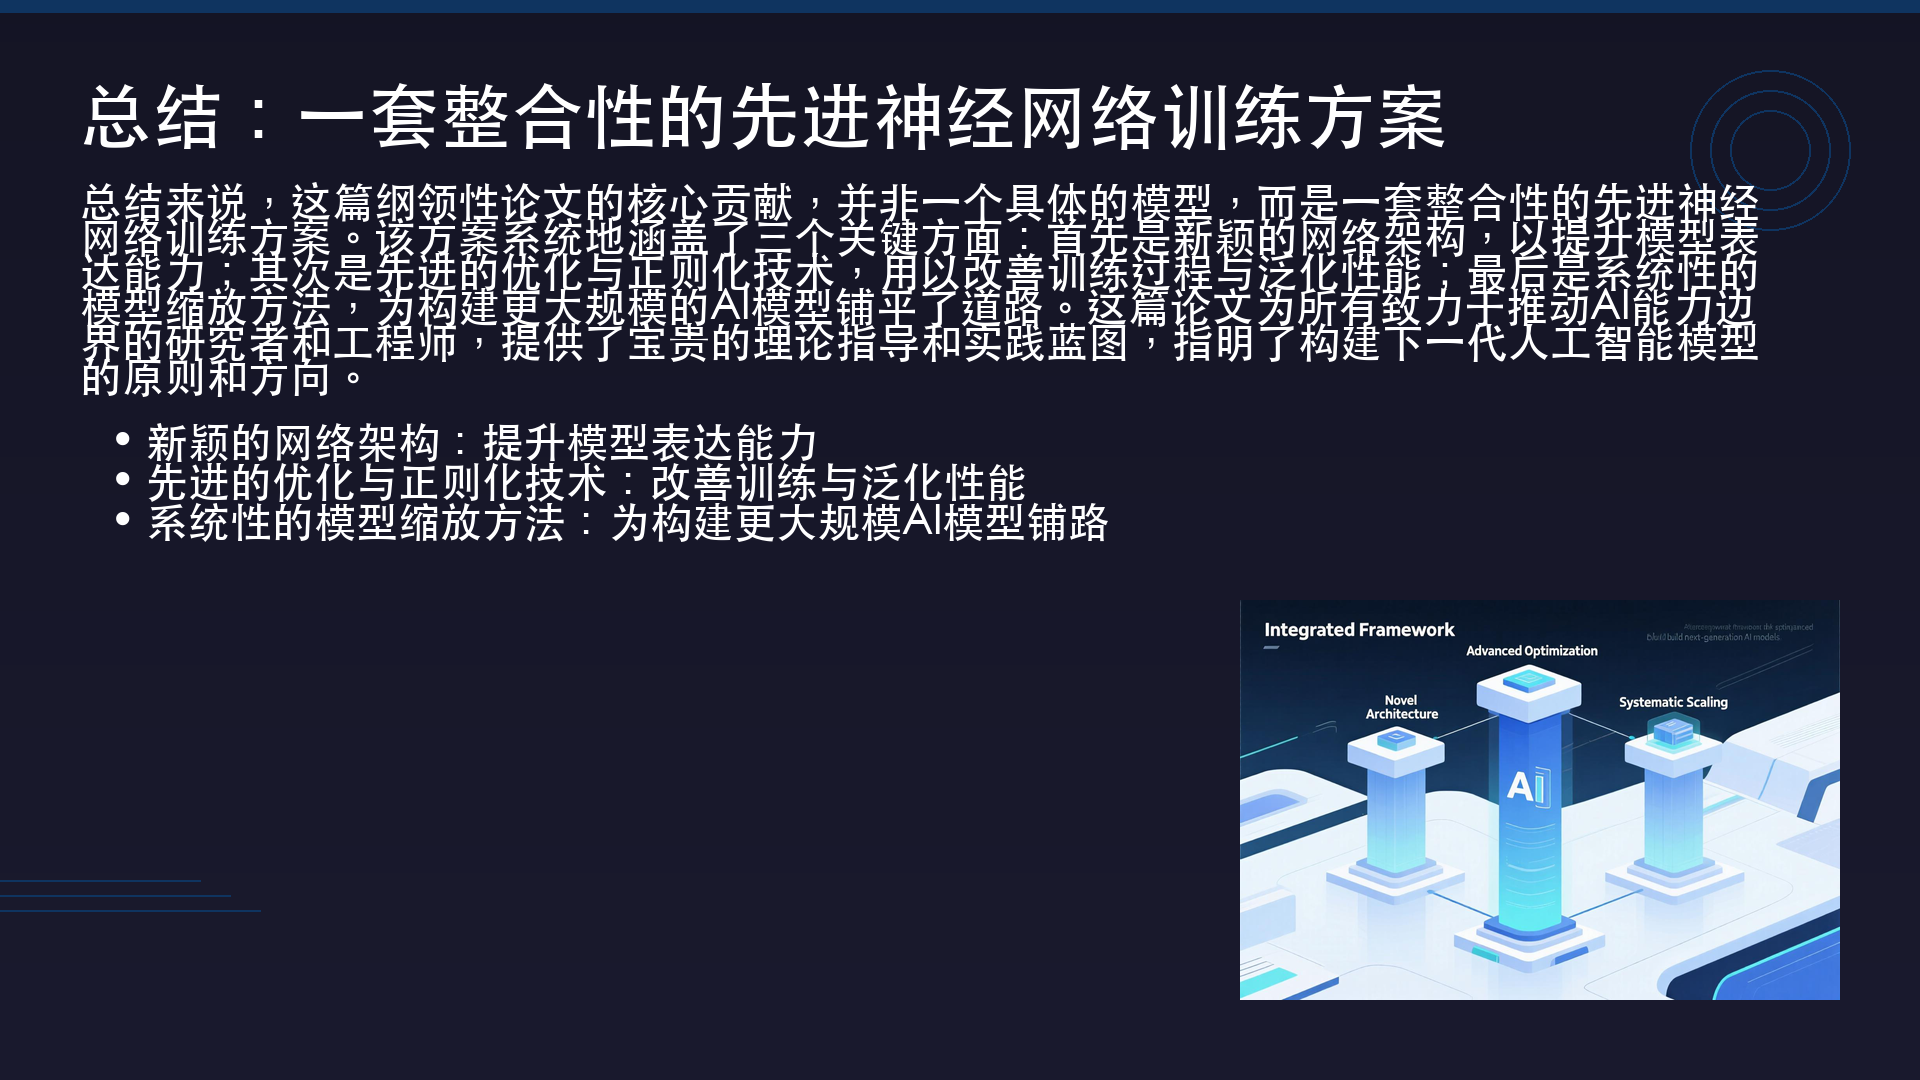 总结：一套整合性的先进神经网络训练方案
总结来说，这篇纲领性论文的核心贡献，并非一个具体的模型，而是一套整合性的先进神经
网络训练方案。该方案系统地涵盖了三个关键方面：首先是新颖的网络架构，以提升模型表
达能力；其次是先进的优化与正则化技术，用以改善训练过程与泛化性能；最后是系统性的
模型缩放方法，为构建更大规模的AI模型铺平了道路。这篇论文为所有致力于推动AI能力边
界的研究者和工程师，提供了宝贵的理论指导和实践蓝图，指明了构建下一代人工智能模型
的原则和方向。
• 新颖的网络架构：提升模型表达能力
• 先进的优化与正则化技术：改善训练与泛化性能
• 系统性的模型缩放方法：为构建更大规模AI模型铺路
Integrated Framework
build next-generation AI models.
Advanced Optimization
Novel
Architecture
Systematic Scaling
AI